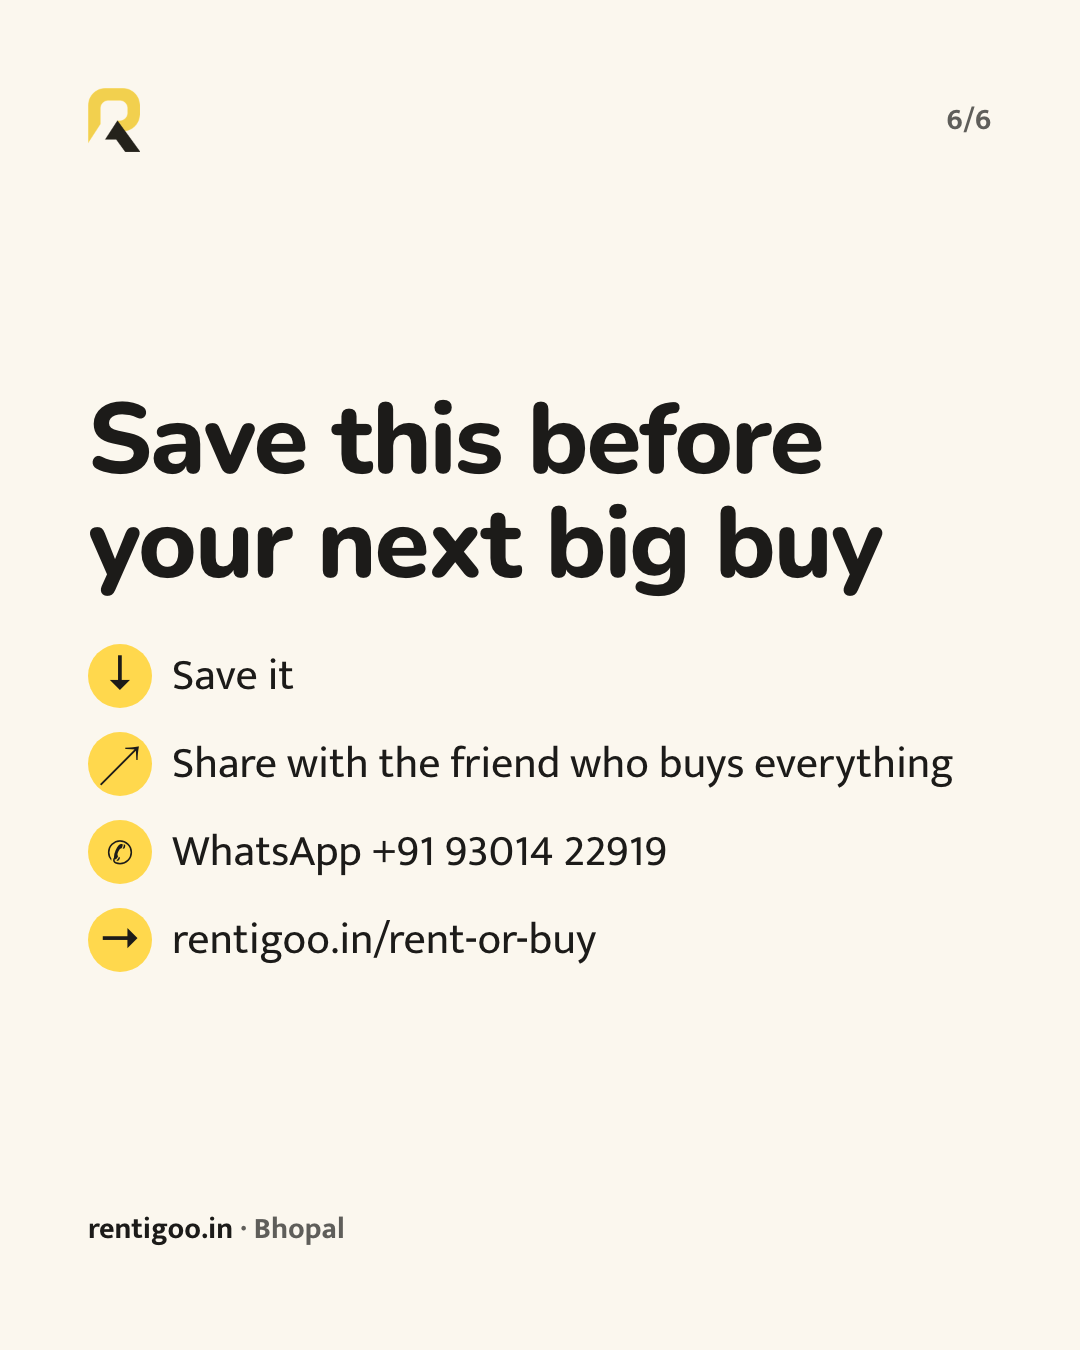 6/6
Save this before
your next big buy
↓ Save it
↗ Share with the friend who buys everything
✆ WhatsApp +91 93014 22919
→ rentigoo.in/rent-or-buy
rentigoo.in · Bhopal